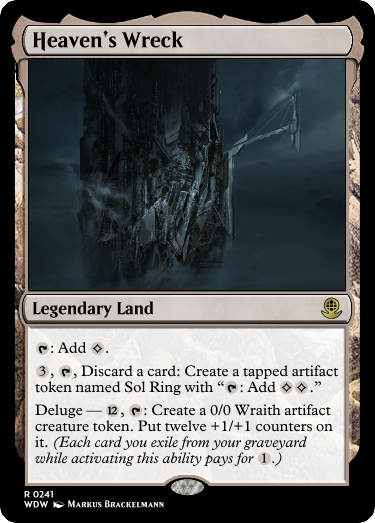 Heaven's Wreck
Legendary Land
: Add .
3, , Discard a card: Create a tapped artifact
token named Sol Ring with “: Add .”
Deluge — 12, : Create a 0/0 Wraith artifact
creature token. Put twelve +1/+1 counters on
it. (Each card you exile from your graveyard
while activating this ability pays for 1.)
R 0241
WDW Markus Brackelmann